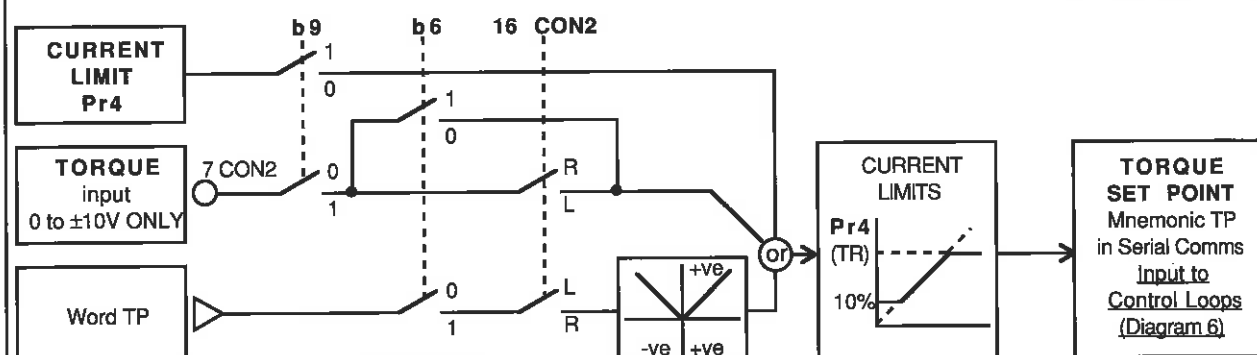 b9 b6 16 CON2
CURRENT
LIMIT
Pr4
1
0
1
0
TORQUE
input
0 to ±10V ONLY
7 CON2
0
1
R
L
Word TP
0
1
L
R
+ve
-ve +ve
or
CURRENT
LIMITS
Pr4
(TR)
10%
TORQUE
SET POINT
Mnemonic TP
in Serial Comms
Input to
Control Loops
(Diagram 6)